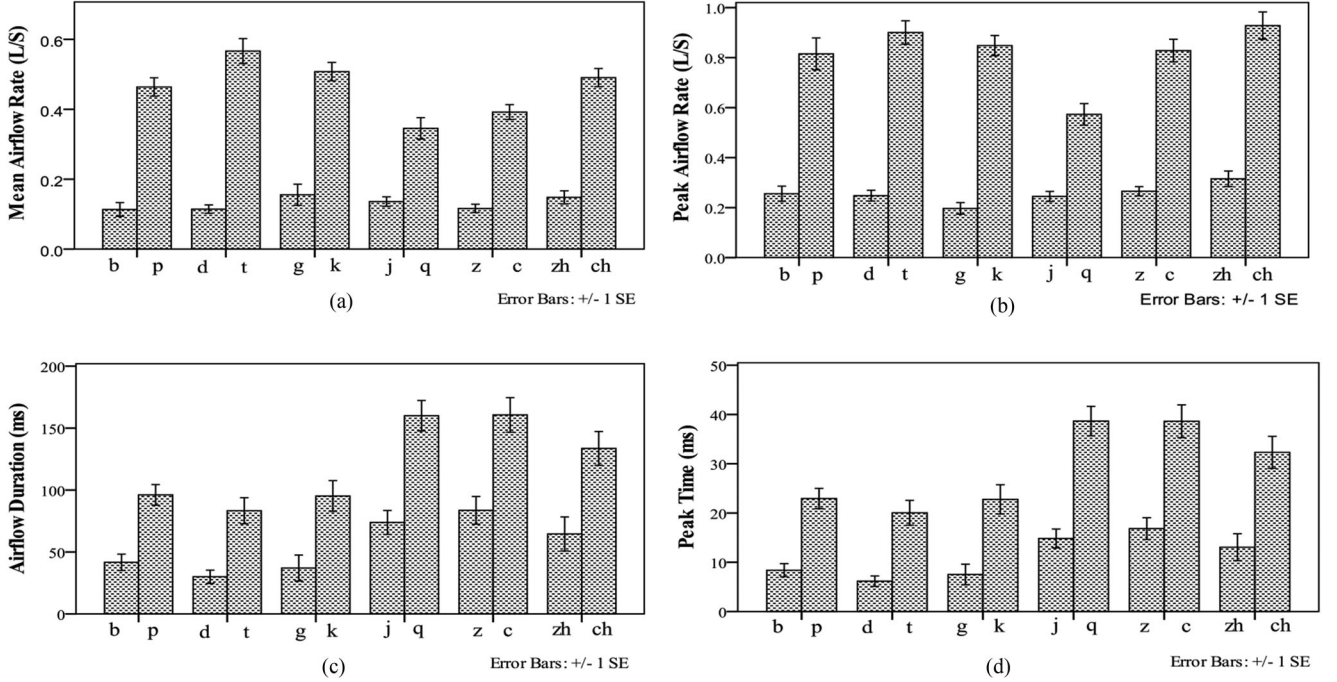 Mean Airflow Rate (L/S)
0.6
0.4
0.2
0.0
b p d t g k j q z c zh ch
(a)
Error Bars: +/- 1 SE
Peak Airflow Rate (L/S)
1.0
0.8
0.6
0.4
0.2
0.0
b p d t g k j q z c zh ch
(b)
Error Bars: +/- 1 SE
Airflow Duration (ms)
200
150
100
50
0
b p d t g k j q z c zh ch
(c)
Error Bars: +/- 1 SE
Peak Time (ms)
50
40
30
20
10
0
b p d t g k j q z c zh ch
(d)
Error Bars: +/- 1 SE